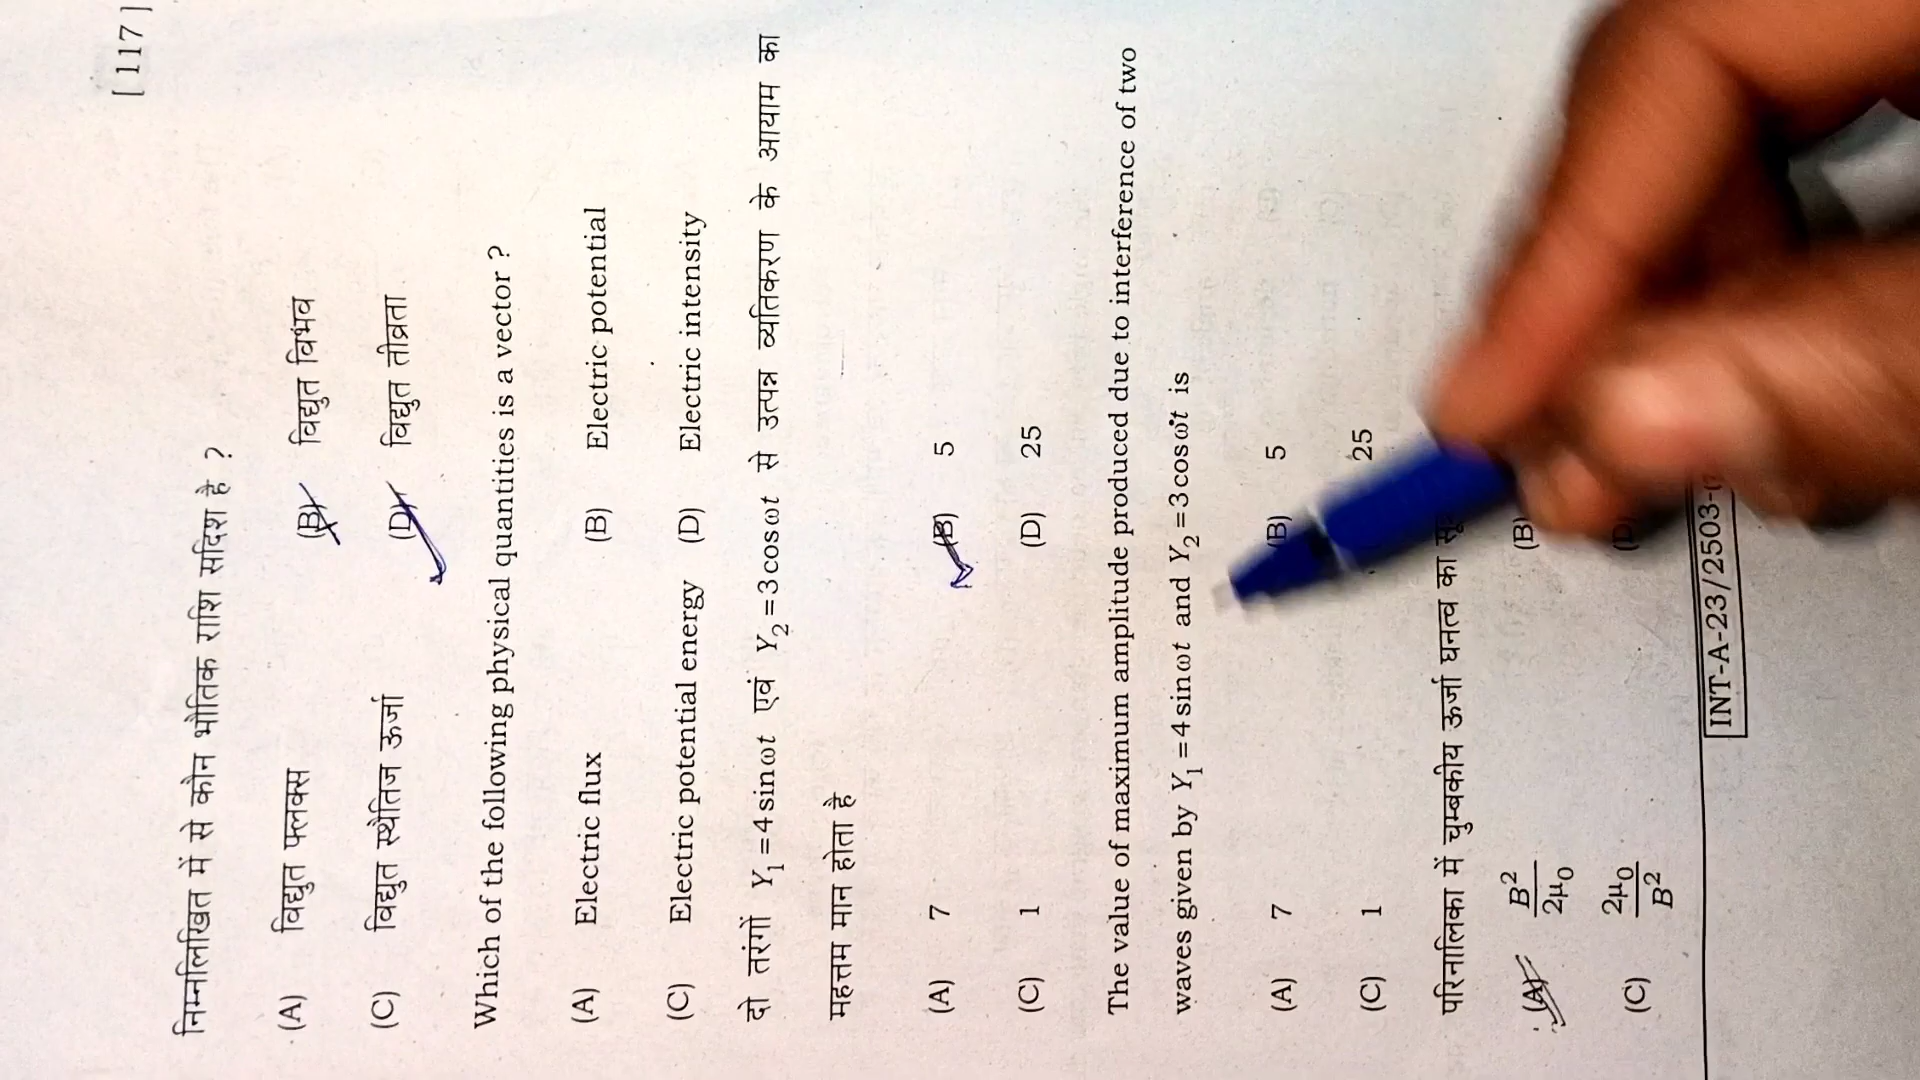 [ 117 ]
निम्नलिखित में से कौन भौतिक राशि सदिश है ?
(A) विद्युत फ्लक्स (B) विद्युत विभव
(C) विद्युत स्थैतिज ऊर्जा (D) विद्युत तीव्रता
Which of the following physical quantities is a vector ?
(A) Electric flux (B) Electric potential
(C) Electric potential energy (D) Electric intensity
दो तरंगों Y₁ = 4 sin ωt एवं Y₂ = 3 cos ωt से उत्पन्न व्यतिकरण के आयाम का
महत्तम मान होता है
(A) 7 (B) 5
(C) 1 (D) 25
The value of maximum amplitude produced due to interference of two
waves given by Y₁ = 4 sin ωt and Y₂ = 3 cos ωt is
(A) 7 (B) 5
(C) 1 25
परिनालिका में चुम्बकीय ऊर्जा घनत्व का
(A) B²/2μ₀ (B)
(C) 2μ₀/B² (D)
INT-A-23/2503-(